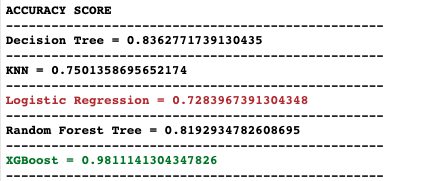 ACCURACY SCORE
--------------------------------------------------
Decision Tree = 0.8362771739130435
--------------------------------------------------
KNN = 0.7501358695652174
--------------------------------------------------
Logistic Regression = 0.7283967391304348
--------------------------------------------------
Random Forest Tree = 0.8192934782608695
--------------------------------------------------
XGBoost = 0.9811141304347826
--------------------------------------------------